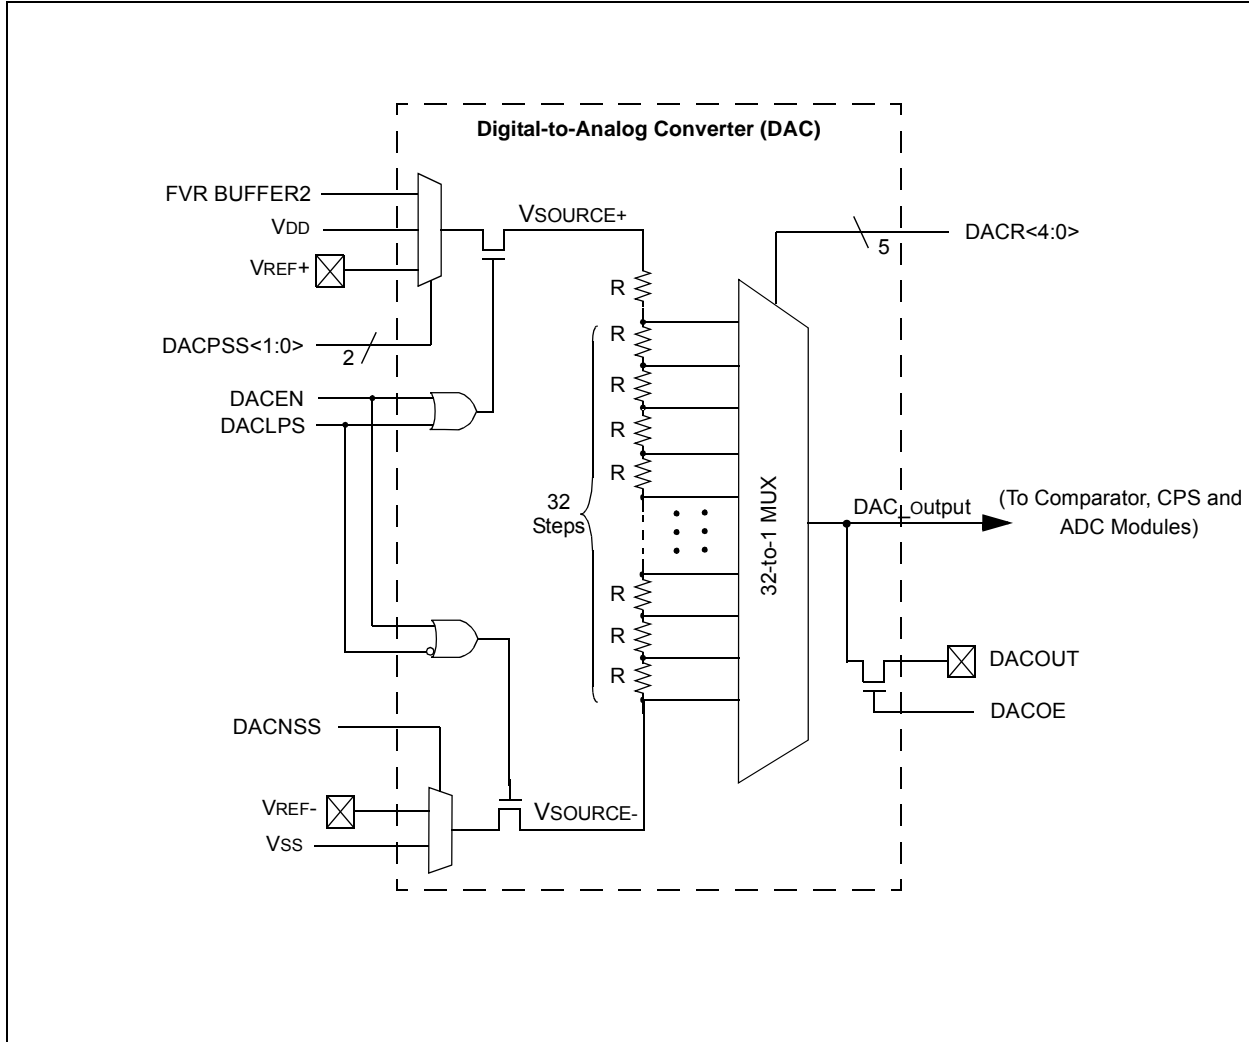 Digital-to-Analog Converter (DAC)
FVR BUFFER2
VDD
VSOURCE+
DACR<4:0>
5
VREF+
R
R
DACPSS<1:0>
2
R
DACEN
DACLPS
R
R
32
Steps
32-to-1 MUX
DAC_Output
(To Comparator, CPS and
ADC Modules)
R
R
R
DACOUT
DACOE
DACNSS
VREF-
VSOURCE-
VSS